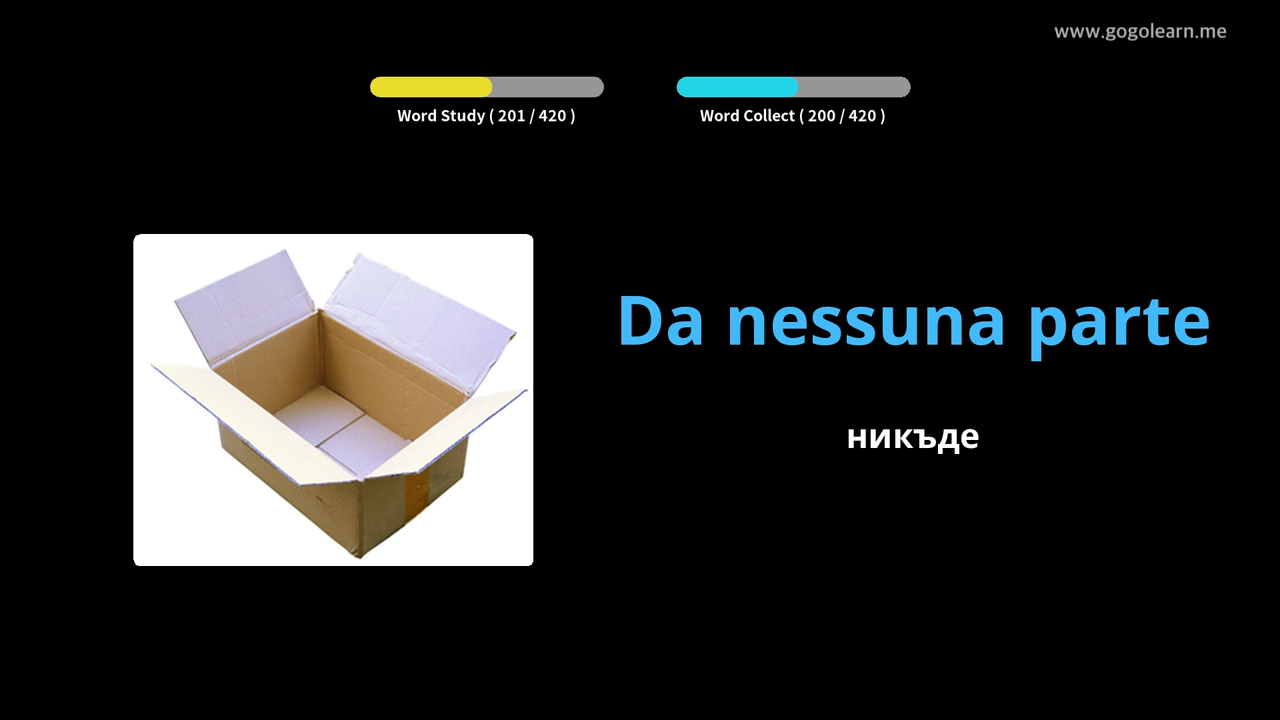 www.gogolearn.me
Word Study ( 201 / 420 )
Word Collect ( 200 / 420 )
Da nessuna parte
никъде